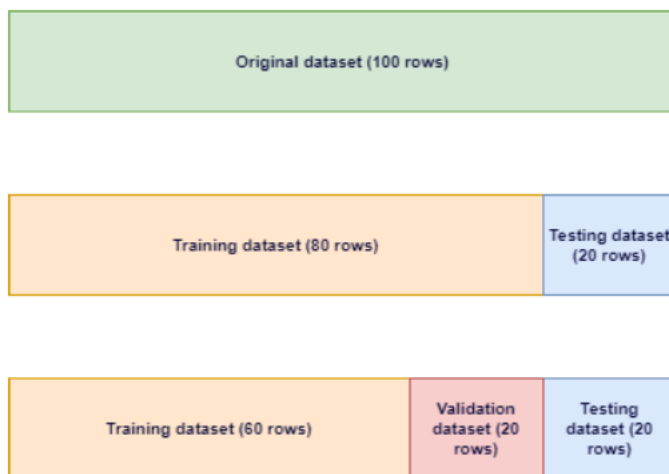 Original dataset (100 rows)
Training dataset (80 rows)
Testing dataset
(20 rows)
Training dataset (60 rows)
Validation
dataset (20
rows)
Testing
dataset (20
rows)